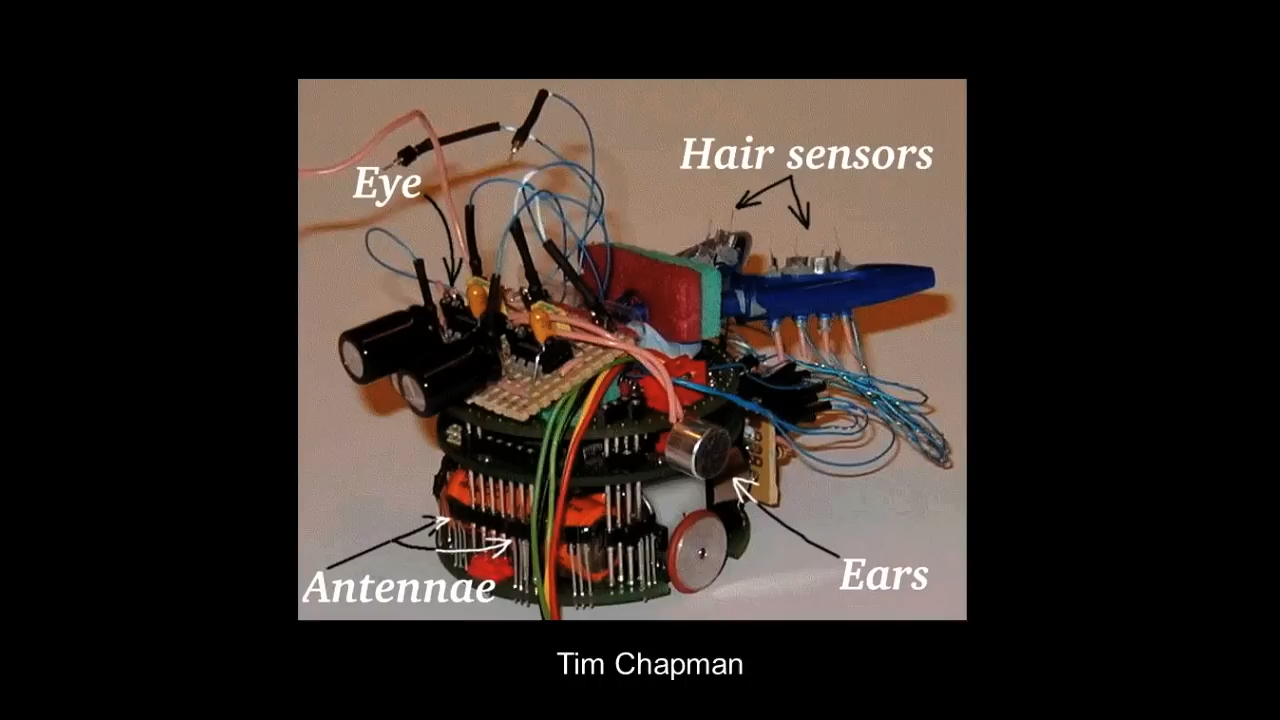 Hair sensors
Eye
Ears
Antennae
Tim Chapman